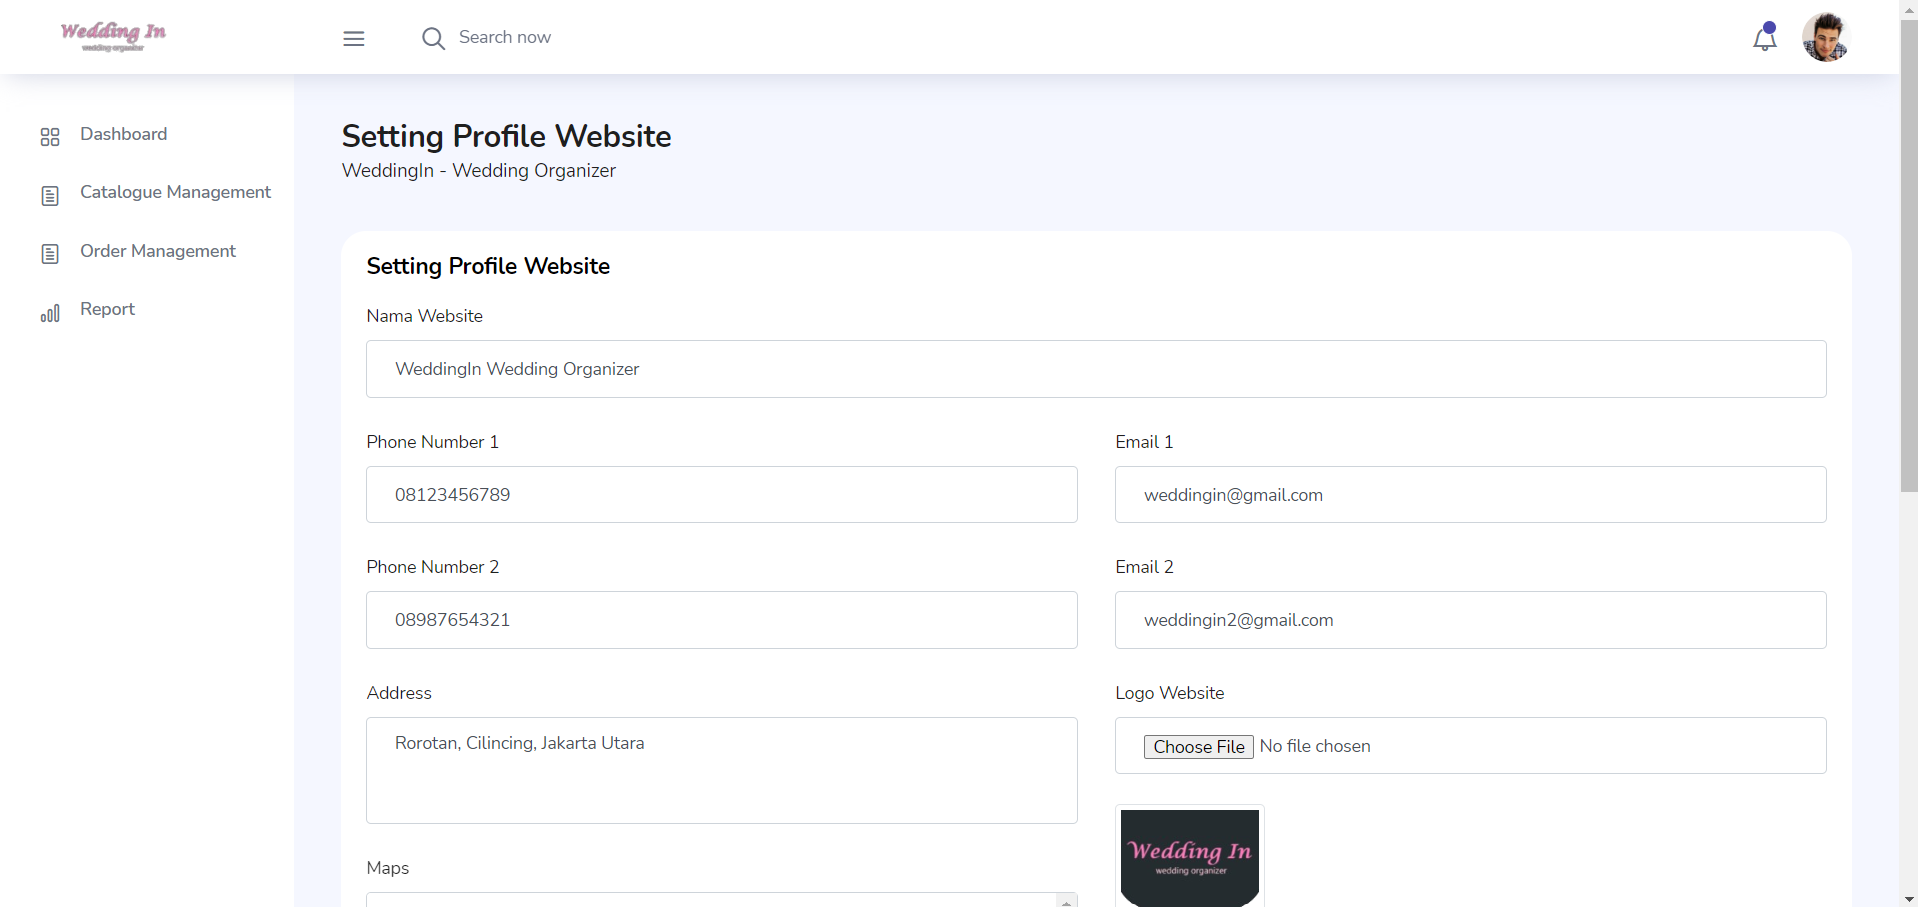 Wedding In
wedding organizer
Search now
Dashboard
Catalogue Management
Order Management
Report
Setting Profile Website
WeddingIn - Wedding Organizer
Setting Profile Website
Nama Website
WeddingIn Wedding Organizer
Phone Number 1
08123456789
Email 1
weddingin@gmail.com
Phone Number 2
08987654321
Email 2
weddingin2@gmail.com
Address
Rorotan, Cilincing, Jakarta Utara
Logo Website
Choose File No file chosen
Wedding In
wedding organizer
Maps